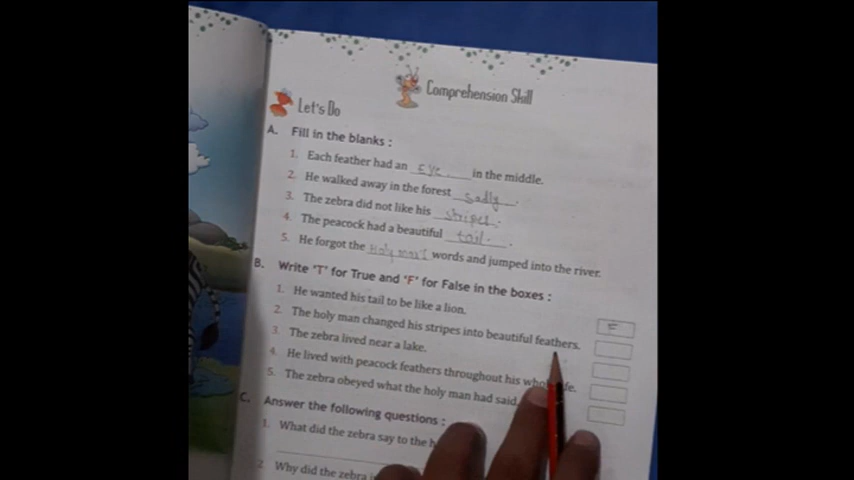 Comprehension Skill
Let's Do
A. Fill in the blanks :
1. Each feather had an Eye in the middle.
2. He walked away in the forest sadly.
3. The zebra did not like his stripes.
4. The peacock had a beautiful tail.
5. He forgot the Holy man's words and jumped into the river.
B. Write 'T' for True and 'F' for False in the boxes :
1. He wanted his tail to be like a lion. F
2. The holy man changed his stripes into beautiful feathers.
3. The zebra lived near a lake.
4. He lived with peacock feathers throughout his whole life.
5. The zebra obeyed what the holy man had said.
C. Answer the following questions :
1. What did the zebra say to the
2. Why did the zebra